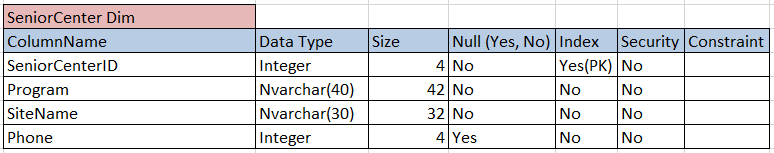 SeniorCenter Dim
ColumnName Data Type Size Null (Yes, No) Index Security Constraint
SeniorCenterID Integer 4 No Yes(PK) No
Program Nvarchar(40) 42 No No No
SiteName Nvarchar(30) 32 No No No
Phone Integer 4 Yes No No